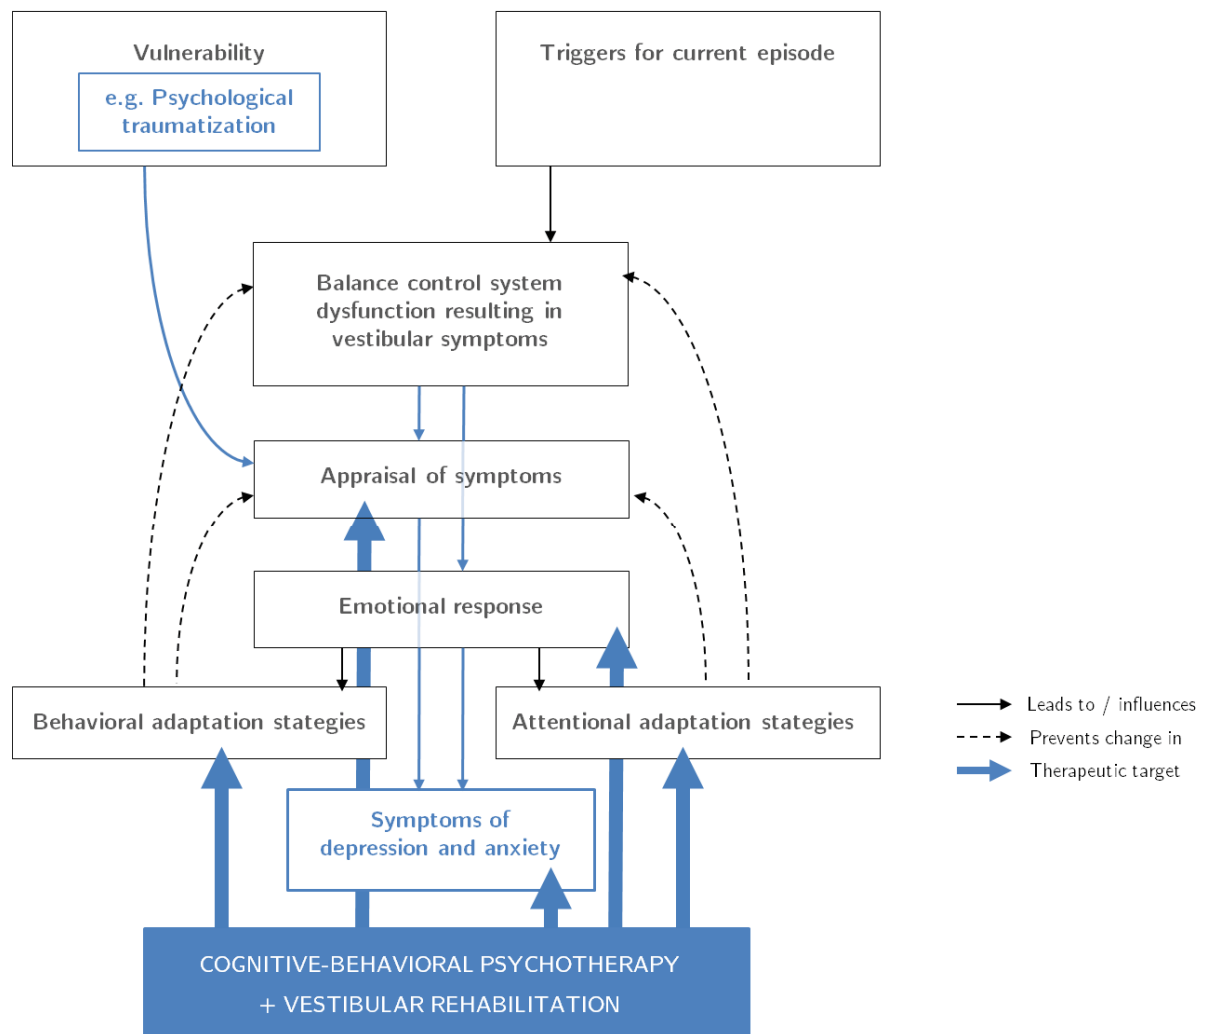 Vulnerability
e.g. Psychological
traumatization
Triggers for current episode
Balance control system
dysfunction resulting in
vestibular symptoms
Appraisal of symptoms
Emotional response
Behavioral adaptation stategies
Attentional adaptation stategies
Leads to / influences
Prevents change in
Therapeutic target
Symptoms of
depression and anxiety
COGNITIVE-BEHAVIORAL PSYCHOTHERAPY
+ VESTIBULAR REHABILITATION